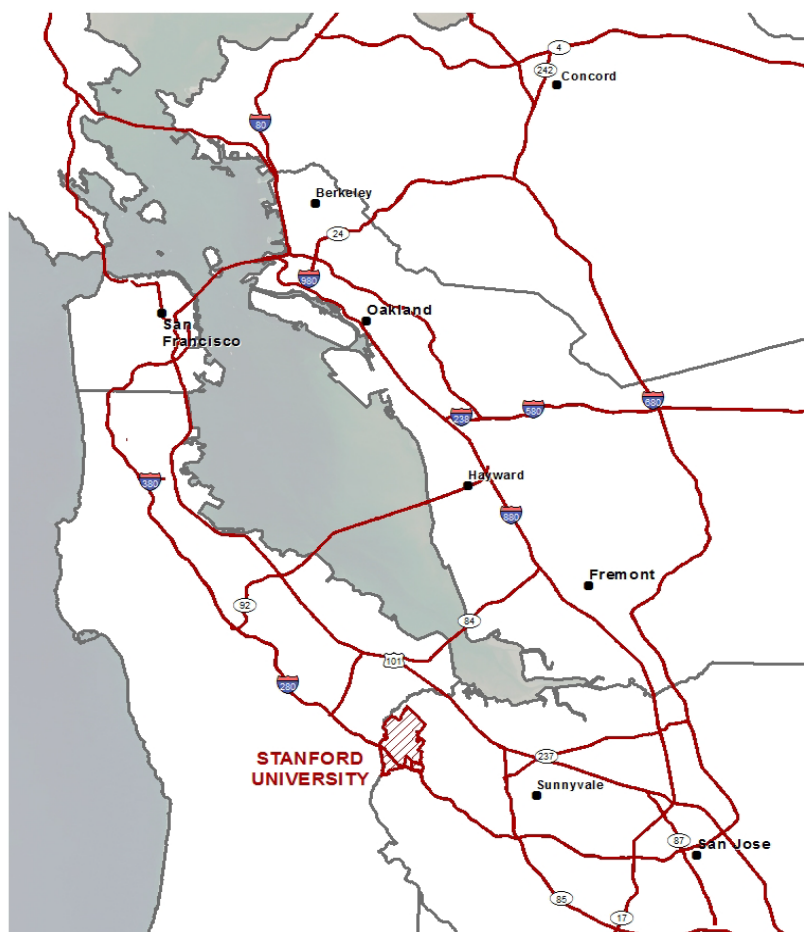 4
242
Concord
80
Berkeley
24
980
Oakland
San
Francisco
680
580
238
Hayward
380
880
Fremont
92
84
101
280
STANFORD
UNIVERSITY
237
Sunnyvale
87
San Jose
85
17